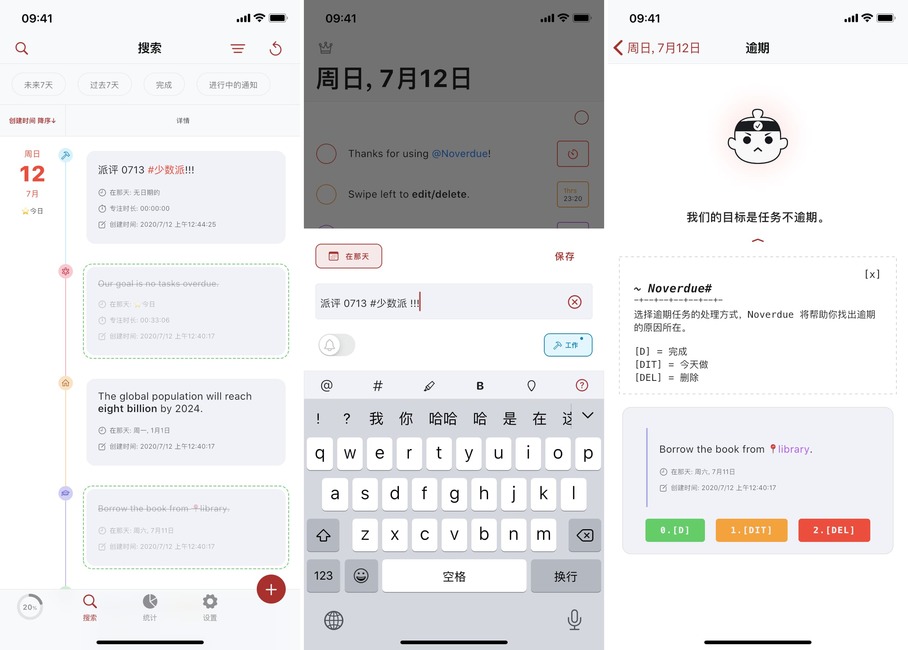 09:41
搜索
未来7天
过去7天
完成
进行中的通知
创建时间 降序↓
详情
周日
12
7月
⭐今日
派评 0713 #少数派!!!
在那天: 无日期的
专注时长: 00:00:00
创建时间: 2020/7/12 上午12:44:25
Our goal is no tasks overdue.
在那天: ⭐今日
专注时长: 00:33:06
创建时间: 2020/7/12 上午12:40:17
The global population will reach
eight billion by 2024.
在那天: 周一, 1月1日
创建时间: 2020/7/12 上午12:40:17
Borrow the book from 📍library.
在那天: 周六, 7月11日
创建时间: 2020/7/12 上午12:40:17
20%
搜索
统计
设置
09:41
周日, 7月12日
Thanks for using @Noverdue!
Swipe left to edit/delete.
Thrs
23:20
在那天
保存
派评 0713 #少数派 !!!
工作
@ # B ?
! ? 我 你 哈哈 哈 是 在 这
q w e r t y u i o p
a s d f g h j k l
z x c v b n m
123
空格
换行
09:41
周日, 7月12日
逾期
我们的目标是任务不逾期。
[x]
~ Noverdue#
-+--+--+--+--+--+-
选择逾期任务的处理方式, Noverdue 将帮助你找出逾期
的原因所在。
[D] = 完成
[DIT] = 今天做
[DEL] = 删除
Borrow the book from 📍library.
在那天: 周六, 7月11日
创建时间: 2020/7/12 上午12:40:17
0.[D]
1.[DIT]
2.[DEL]